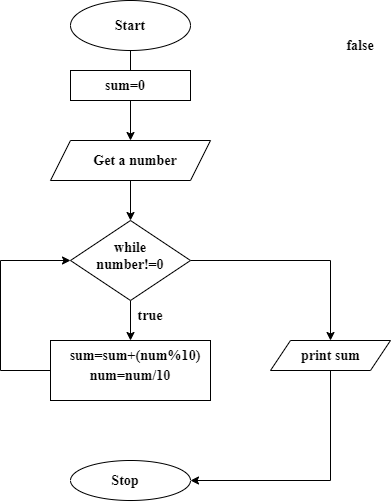 Start
false
sum=0
Get a number
while
number!=0
true
sum=sum+(num%10)
num=num/10
print sum
Stop